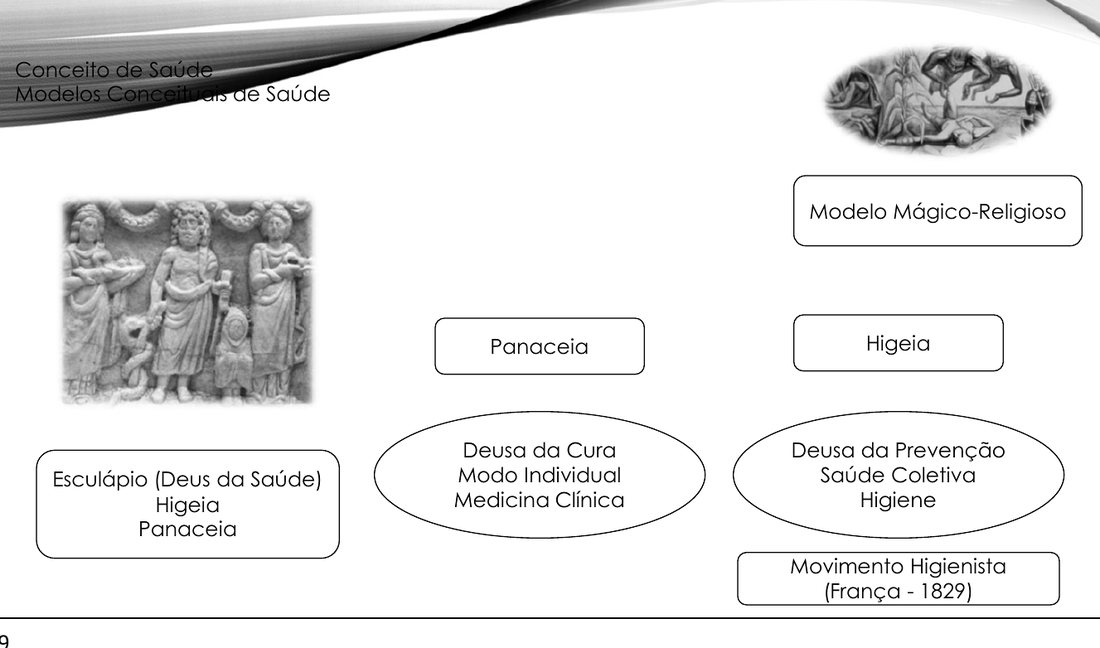 Conceito de Saúde
Modelos Conceituais de Saúde
Modelo Mágico-Religioso
Panaceia
Higeia
Esculápio (Deus da Saúde)
Higeia
Panaceia
Deusa da Cura
Modo Individual
Medicina Clínica
Deusa da Prevenção
Saúde Coletiva
Higiene
Movimento Higienista
(França - 1829)
9